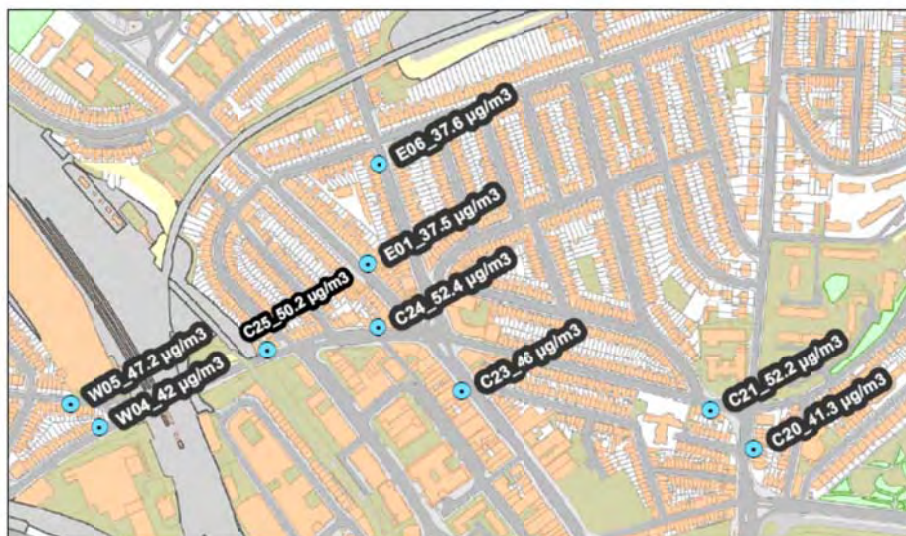 E06_37.6 µg/m3
E01_37.5 µg/m3
C25_50.2 µg/m3
C24_52.4 µg/m3
W05_47.2 µg/m3
W04_42 µg/m3
C23_46 µg/m3
C21_52.2 µg/m3
C20_41.3 µg/m3